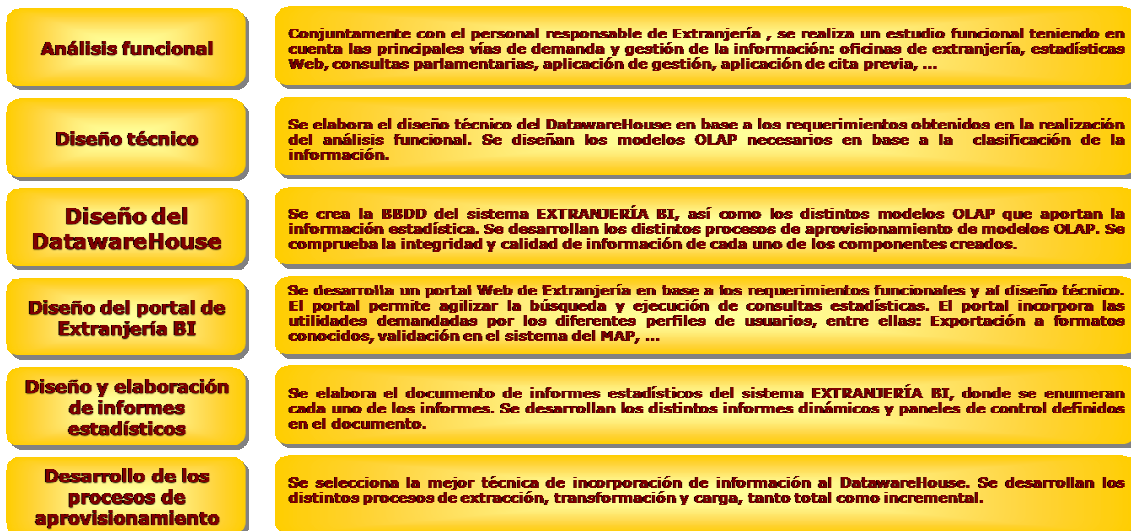 Análisis funcional
Conjuntamente con el personal responsable de Extranjería , se realiza un estudio funcional teniendo en
cuenta las principales vías de demanda y gestión de la información: oficinas de extranjería, estadísticas
Web, consultas parlamentarias, aplicación de gestión, aplicación de cita previa, ...
Diseño técnico
Se elabora el diseño técnico del DatawareHouse en base a los requerimientos obtenidos en la realización
del análisis funcional. Se diseñan los modelos OLAP necesarios en base a la clasificación de la
información.
Diseño del
DatawareHouse
Se crea la BBDD del sistema EXTRANJERÍA BI, así como los distintos modelos OLAP que aportan la
información estadística. Se desarrollan los distintos procesos de aprovisionamiento de modelos OLAP. Se
comprueba la integridad y calidad de información de cada uno de los componentes creados.
Diseño del portal de
Extranjería BI
Se desarrolla un portal Web de Extranjería en base a los requerimientos funcionales y al diseño técnico.
El portal permite agilizar la búsqueda y ejecución de consultas estadísticas. El portal incorpora las
utilidades demandadas por los diferentes perfiles de usuarios, entre ellas: Exportación a formatos
conocidos, validación en el sistema del MAP, ...
Diseño y elaboración
de informes
estadísticos
Se elabora el documento de informes estadísticos del sistema EXTRANJERÍA BI, donde se enumeran
cada uno de los informes. Se desarrollan los distintos informes dinámicos y paneles de control definidos
en el documento.
Desarrollo de los
procesos de
aprovisionamiento
Se selecciona la mejor técnica de incorporación de información al DatawareHouse. Se desarrollan los
distintos procesos de extracción, transformación y carga, tanto total como incremental.